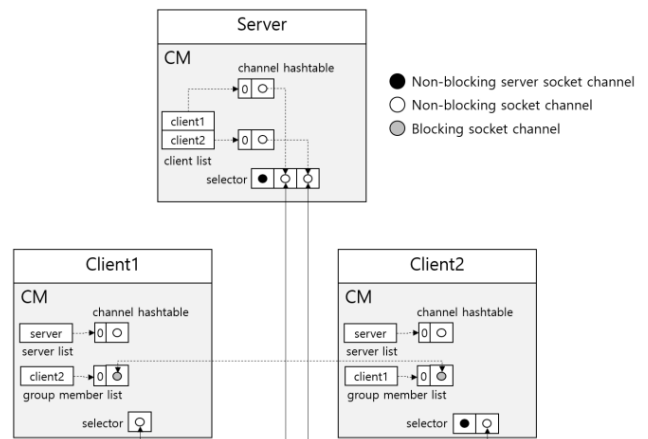 Server
CM
channel hashtable
0
client1
client2
0
client list
selector
Non-blocking server socket channel
Non-blocking socket channel
Blocking socket channel
Client1
CM
channel hashtable
server
0
server list
client2
0
group member list
selector
Client2
CM
channel hashtable
server
0
server list
client1
0
group member list
selector